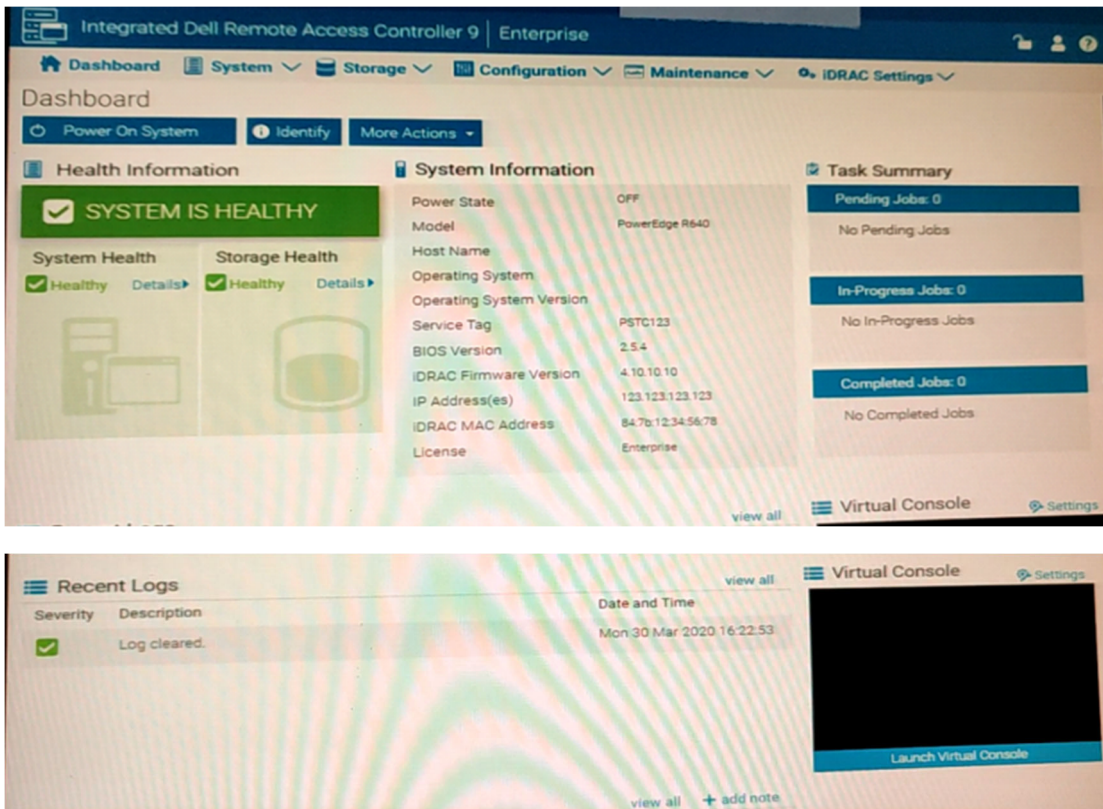 Integrated Dell Remote Access Controller 9 | Enterprise
Dashboard System Storage Configuration Maintenance iDRAC Settings
Dashboard
Power On System Identify More Actions
Health Information
SYSTEM IS HEALTHY
System Health Storage Health
Healthy Details Healthy Details
System Information
Power State OFF
Model PowerEdge R640
Host Name
Operating System
Operating System Version
Service Tag PSTC123
BIOS Version 2.5.4
iDRAC Firmware Version 4.10.10.10
IP Address(es) 123.123.123.123
iDRAC MAC Address 84:7b:12:34:56:78
License Enterprise
Task Summary
Pending Jobs: 0
No Pending Jobs
In-Progress Jobs: 0
No In-Progress Jobs
Completed Jobs: 0
No Completed Jobs
view all
Virtual Console Settings
Recent Logs view all
Severity Description Date and Time
Log cleared. Mon 30 Mar 2020 16:22:53
view all + add note
Virtual Console Settings
Launch Virtual Console